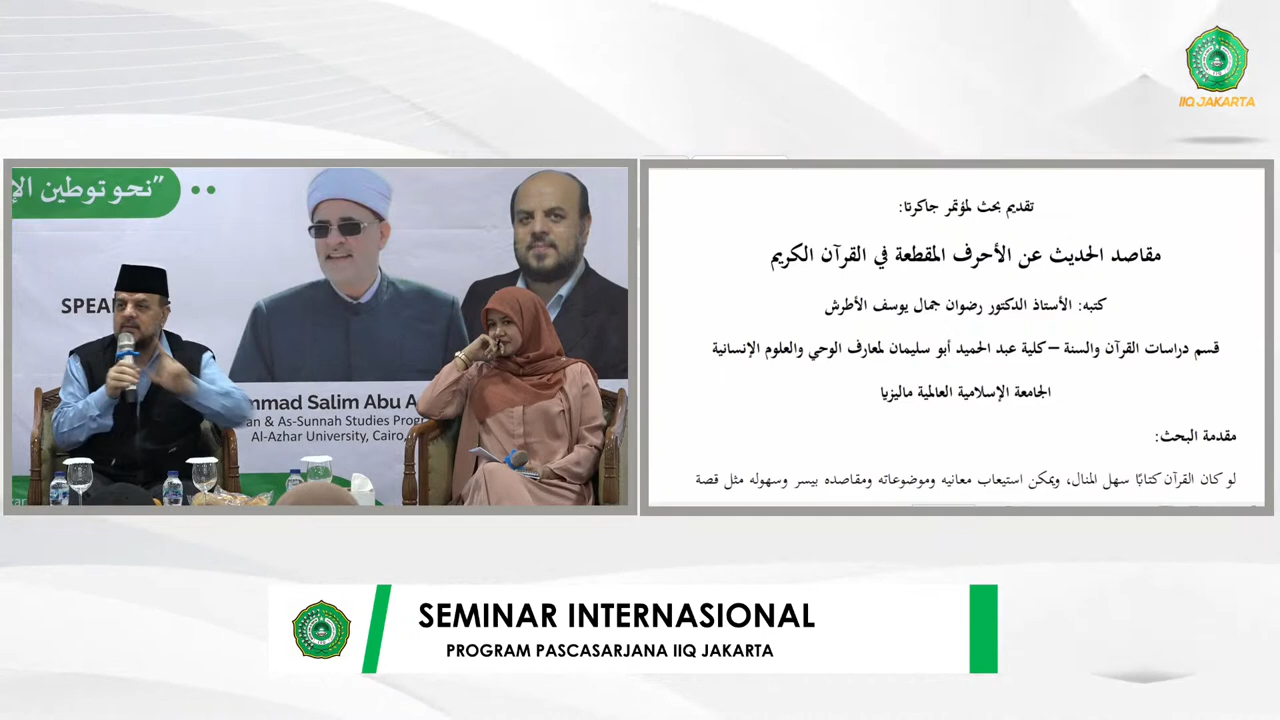 IIQ JAKARTA
”نحو توطين
SPEA
mmad Salim Abu A
an & As-Sunnah Studies Prog
Al-Azhar University, Cairo,
تقديم بحث لمؤتمر جاكرتا:
مقاصد الحديث عن الأحرف المقطعة في القرآن الكريم
كتبه: الأستاذ الدكتور رضوان جمال يوسف الأطرش
قسم دراسات القرآن والسنة – كلية عبد الحميد أبو سليمان لمعارف الوحي والعلوم الإنسانية
الجامعة الإسلامية العالمية ماليزيا
مقدمة البحث:
لو كان القرآن كتابًا سهل المنال، ويمكن استيعاب معانيه وموضوعاته ومقاصده بيسر وسهوله مثل قصة
SEMINAR INTERNASIONAL
PROGRAM PASCASARJANA IIQ JAKARTA